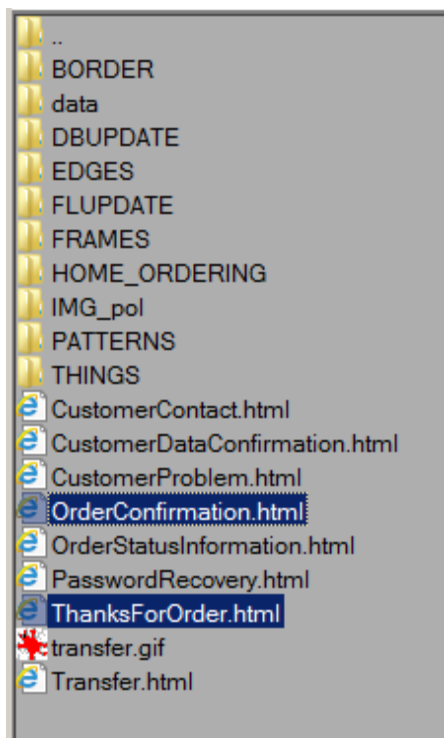 ..
BORDER
data
DBUPDATE
EDGES
FLUPDATE
FRAMES
HOME_ORDERING
IMG_pol
PATTERNS
THINGS
CustomerContact.html
CustomerDataConfirmation.html
CustomerProblem.html
OrderConfirmation.html
OrderStatusInformation.html
PasswordRecovery.html
ThanksForOrder.html
transfer.gif
Transfer.html